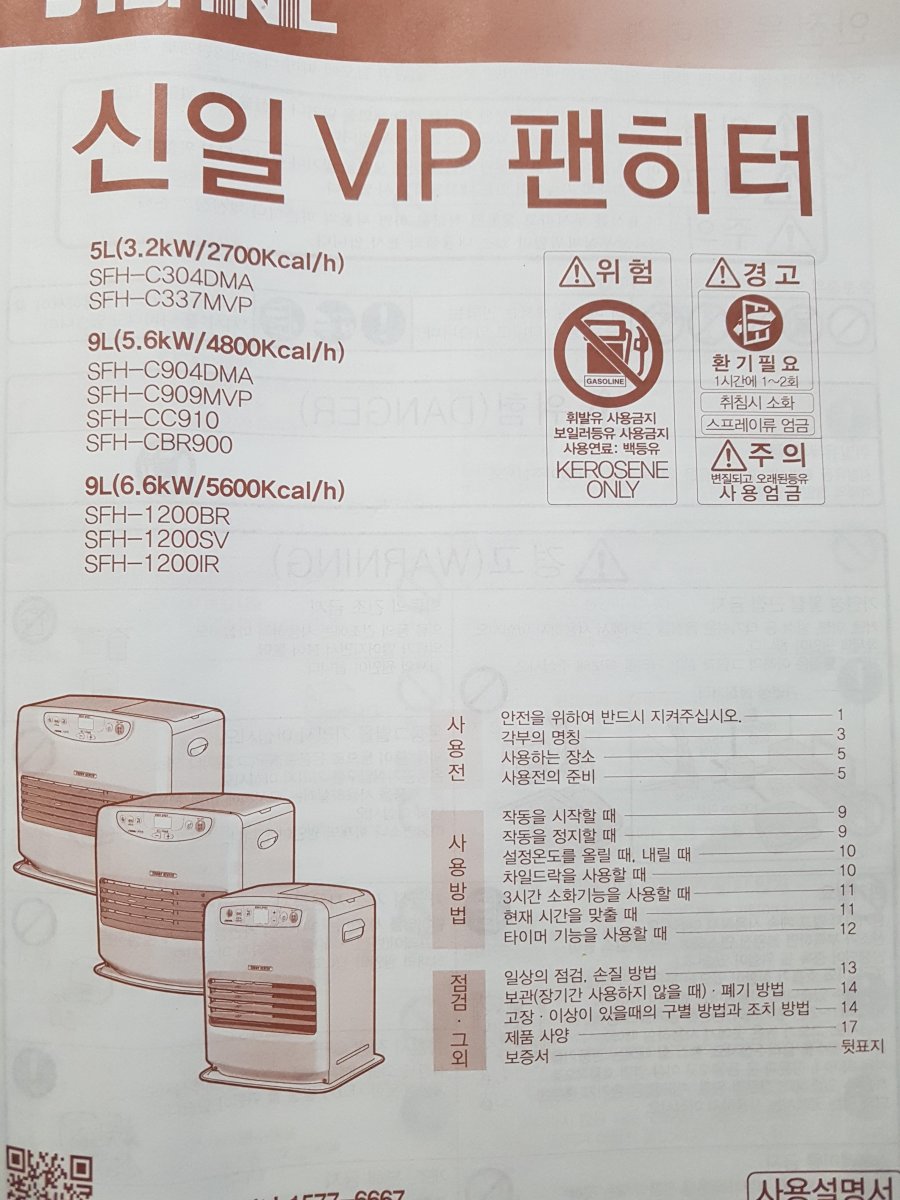 신일 VIP 팬히터
5L(3.2kW/2700Kcal/h)
SFH-C304DMA
SFH-C337MVP
9L(5.6kW/4800Kcal/h)
SFH-C904DMA
SFH-C909MVP
SFH-CC910
SFH-CBR900
9L(6.6kW/5600Kcal/h)
SFH-1200BR
SFH-1200SV
SFH-1200IR
위험
GASOLINE
휘발유 사용금지
보일러등유 사용금지
사용연료: 백등유
KEROSENE
ONLY
경고
환기필요
1시간에 1~2회
취침시 소화
스프레이류 엄금
주의
변질되고 오래된등유
사용엄금
사용전
안전을 위하여 반드시 지켜주십시오. 1
각부의 명칭 3
사용하는 장소 5
사용전의 준비 5
사용방법
작동을 시작할 때 9
작동을 정지할 때 9
설정온도를 올릴 때, 내릴 때 10
차일드락을 사용할 때 10
3시간 소화기능을 사용할 때 11
현재 시간을 맞출 때 11
타이머 기능을 사용할 때 12
점검·그외
일상의 점검, 손질 방법 13
보관(장기간 사용하지 않을 때)·폐기 방법 14
고장·이상이 있을때의 구별 방법과 조치 방법 14
제품 사양 17
보증서 뒷표지
1577-6667
사용설명서